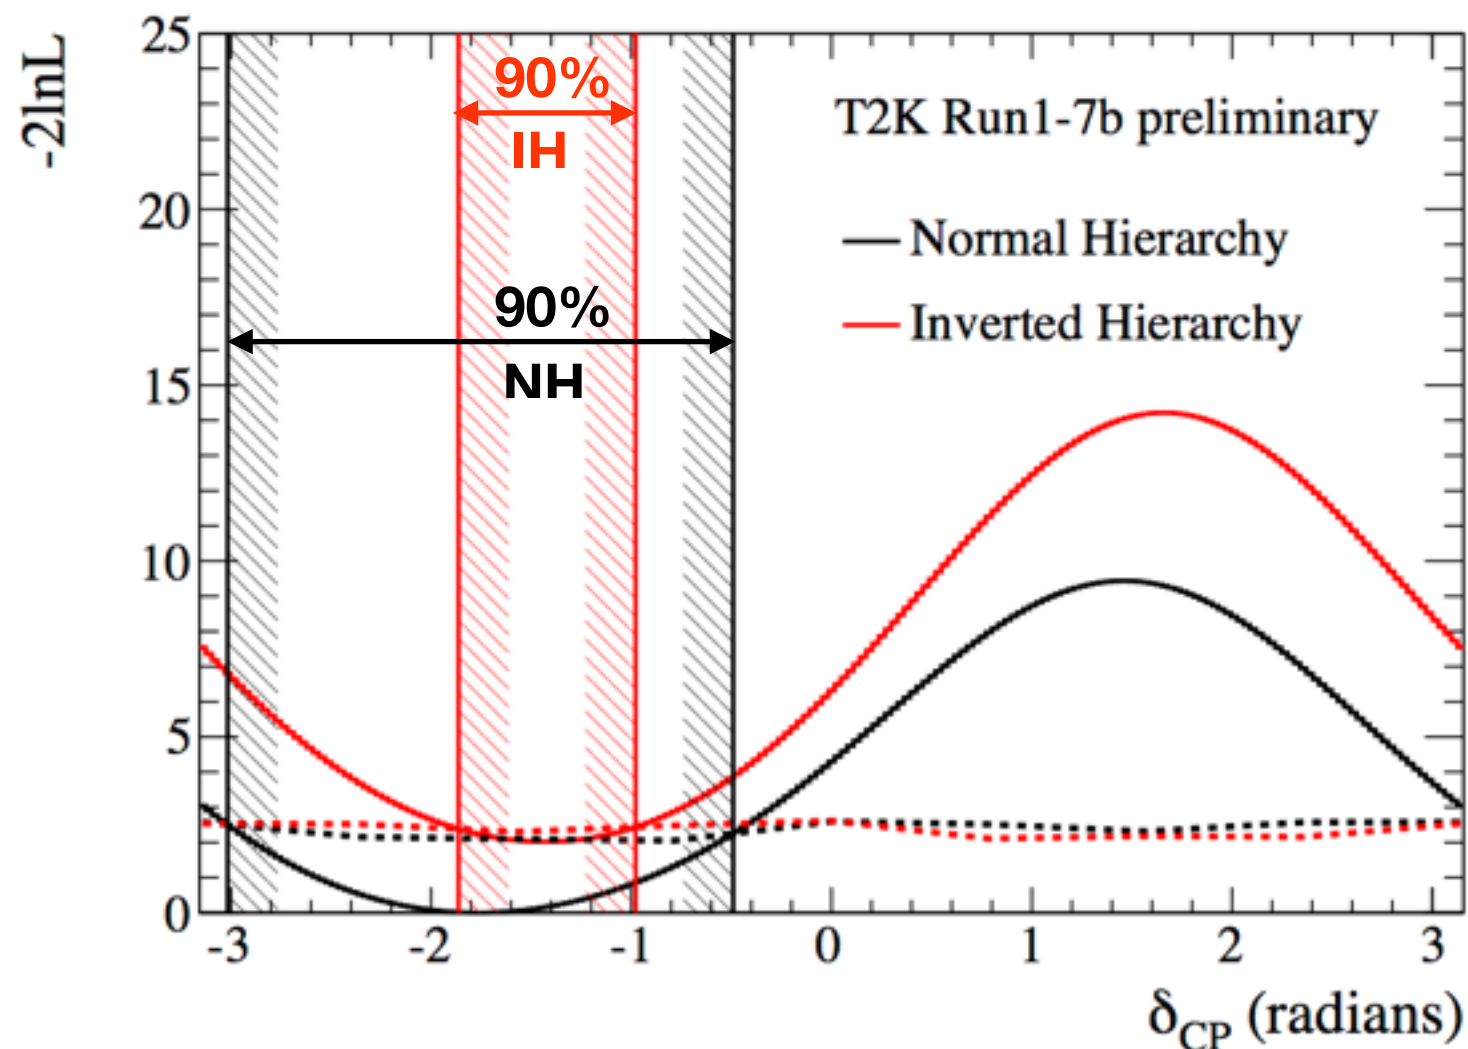 -2lnL
25
20
15
10
5
0
90%
IH
90%
NH
T2K Run1-7b preliminary
Normal Hierarchy
Inverted Hierarchy
-3 -2 -1 0 1 2 3
δCP (radians)